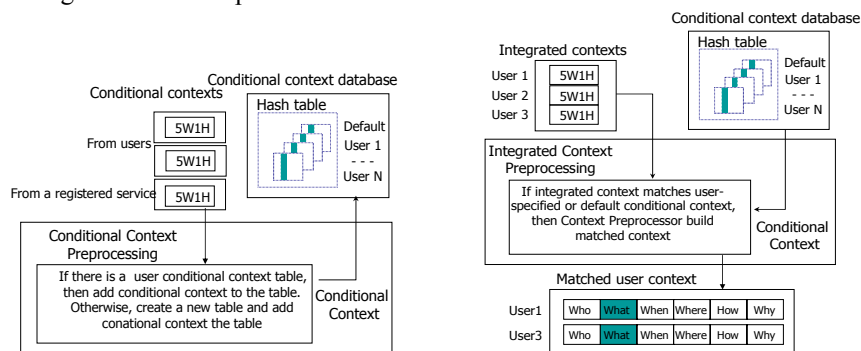 Conditional context database
Hash table
Conditional contexts
5W1H
From users
5W1H
From a registered service
5W1H
Default
User 1
- - -
User N
Conditional Context
Preprocessing
If there is a user conditional context table,
then add conditional context to the table.
Otherwise, create a new table and add
conational context the table
Conditional
Context
Conditional context database
Hash table
Integrated contexts
User 1
5W1H
User 2
5W1H
User 3
5W1H
Default
User 1
- - -
User N
Integrated Context
Preprocessing
If integrated context matches user-
specified or default conditional context,
then Context Preprocessor build
matched context
Conditional
Context
Matched user context
User1 Who What When Where How Why
User3 Who What When Where How Why